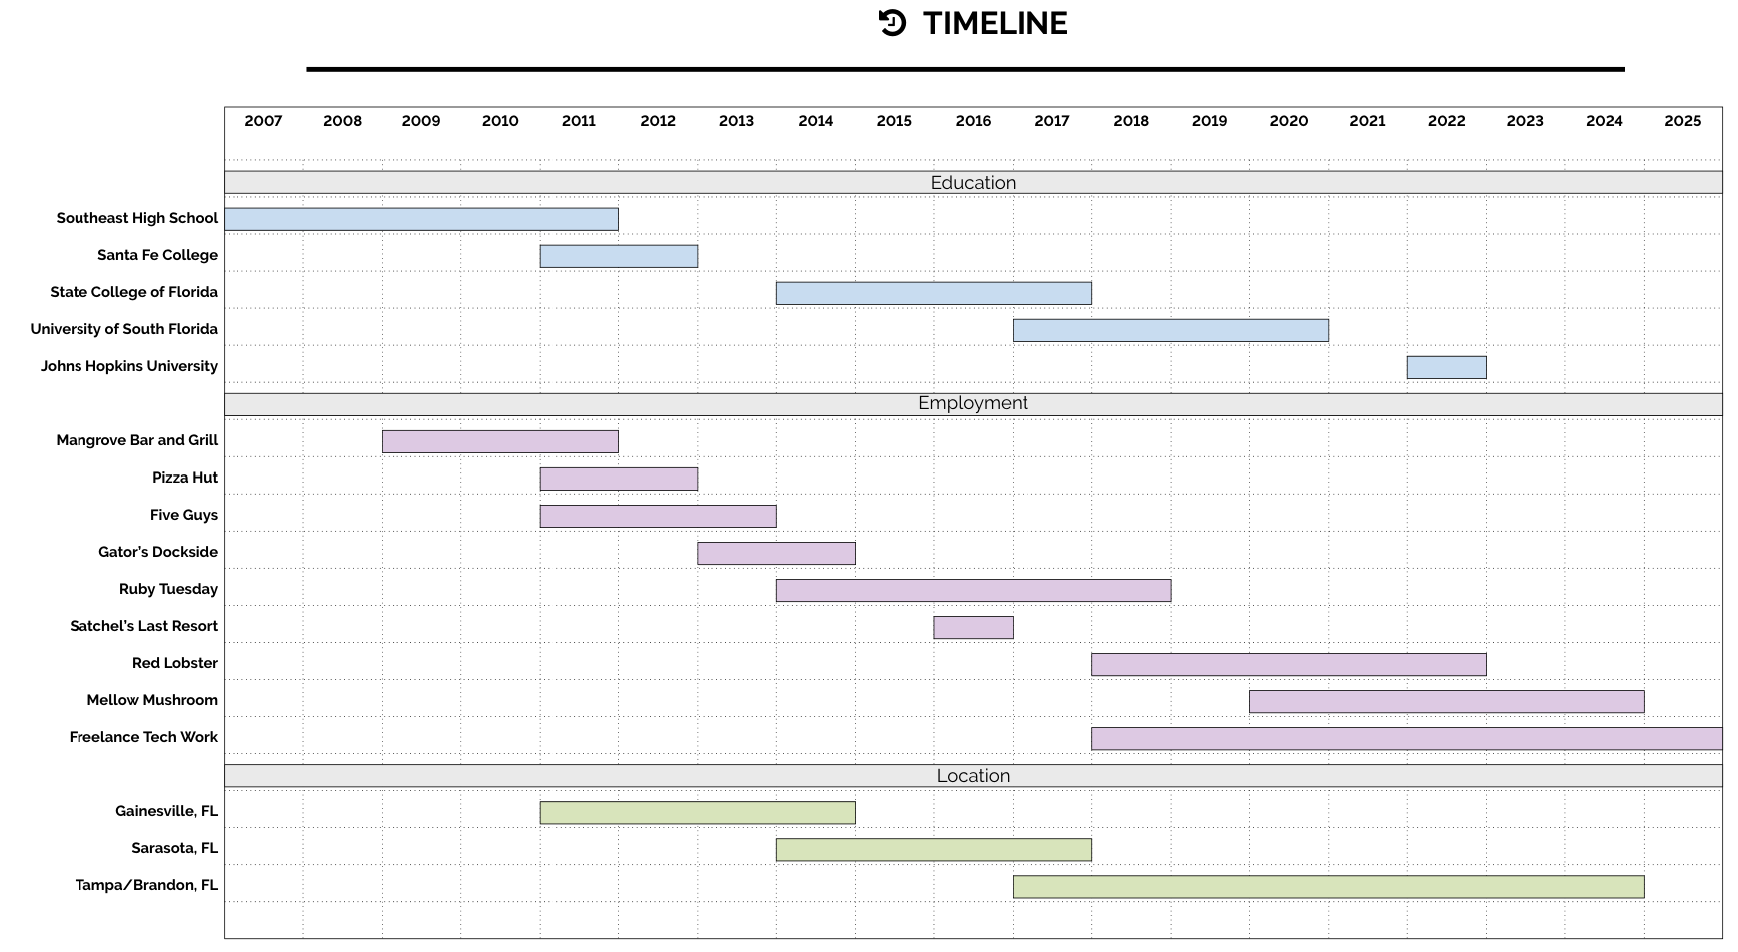 TIMELINE
2007 2008 2009 2010 2011 2012 2013 2014 2015 2016 2017 2018 2019 2020 2021 2022 2023 2024 2025
Education
Southeast High School
Santa Fe College
State College of Florida
University of South Florida
Johns Hopkins University
Employment
Mangrove Bar and Grill
Pizza Hut
Five Guys
Gator's Dockside
Ruby Tuesday
Satchel's Last Resort
Red Lobster
Mellow Mushroom
Freelance Tech Work
Location
Gainesville, FL
Sarasota, FL
Tampa/Brandon, FL